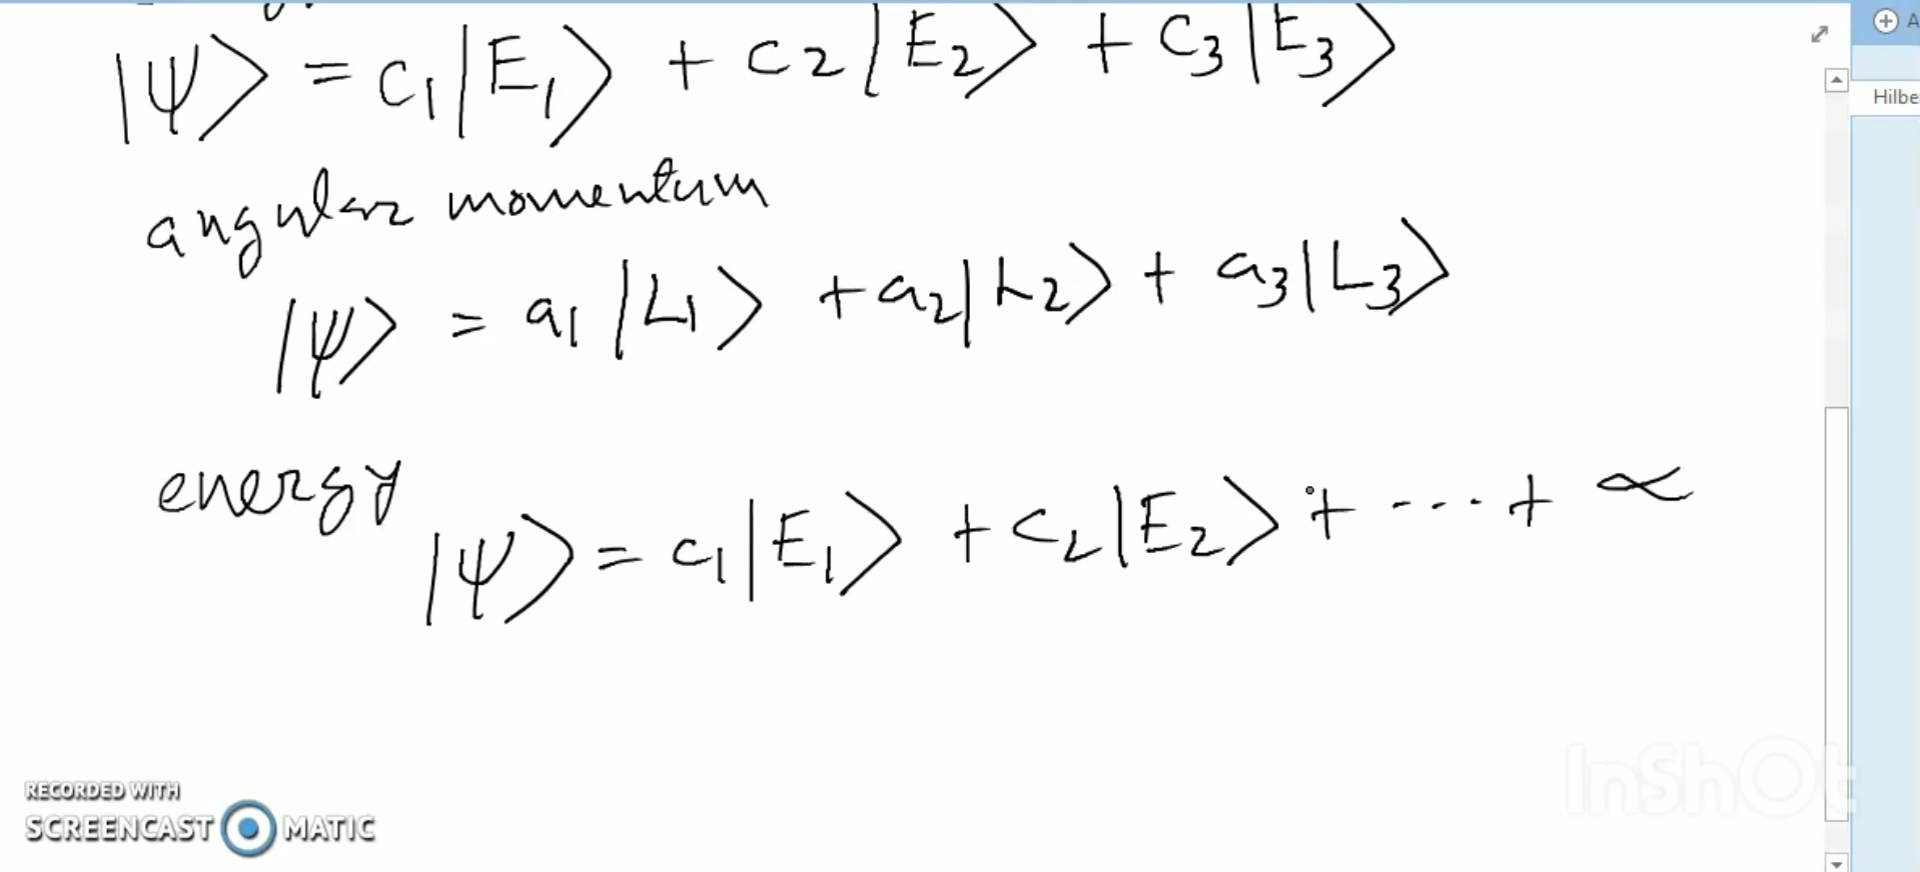 |ψ⟩ = c1|E1⟩ + c2|E2⟩ + c3|E3⟩
angular momentum
|ψ⟩ = a1|L1⟩ + a2|L2⟩ + a3|L3⟩
energy
|ψ⟩ = c1|E1⟩ + c2|E2⟩ + ---- + ∝
RECORDED WITH
SCREENCAST MATIC
InShOt
A
Hilbe